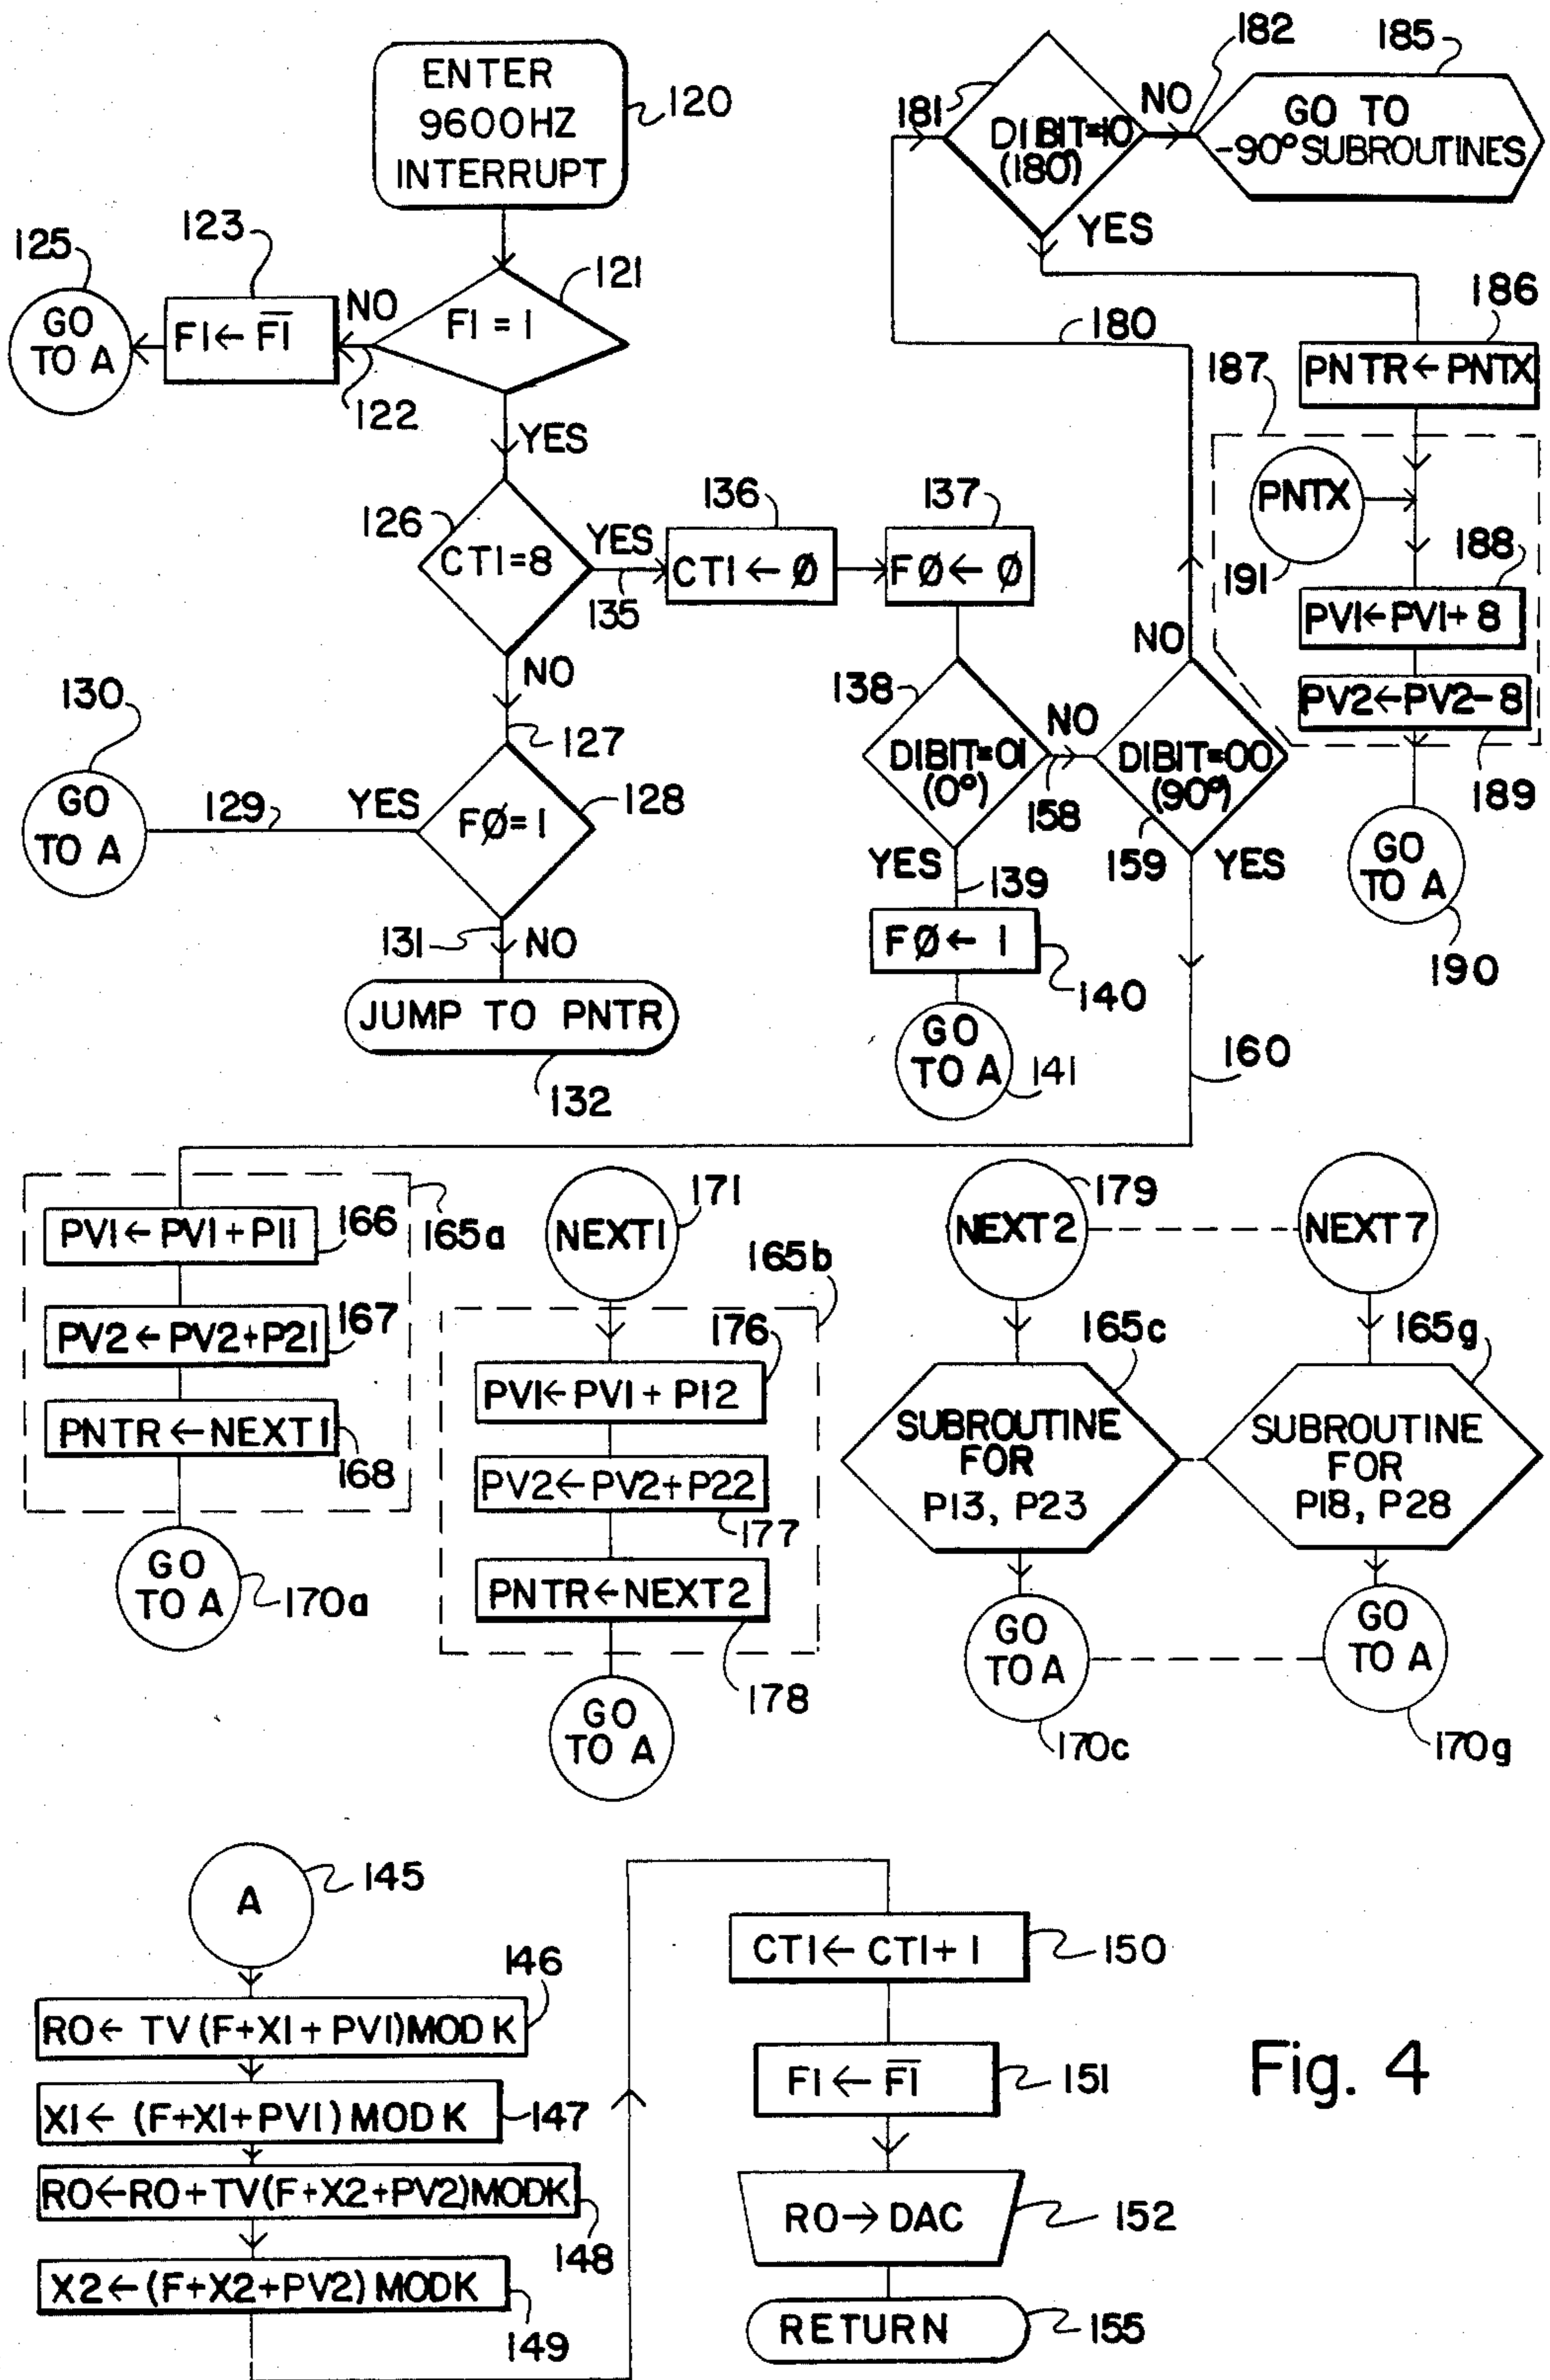 ENTER
9600HZ
INTERRUPT
120
121
F1 = 1
NO
122
123
F1 ← F̅1̅
125
GO
TO A
YES
126
CT1=8
YES
135
136
CT1 ← Ø
137
FØ ← Ø
NO
127
128
FØ=1
YES
129
130
GO
TO A
131
NO
JUMP TO PNTR
132
138
DIBIT=01
(0°)
NO
158
YES
139
FØ ← 1
140
GO
TO A
141
DIBIT=00
(90°)
159
NO
YES
160
180
181
DIBIT=10
(180°)
NO
182
185
GO TO
-90° SUBROUTINES
YES
186
PNTR ← PNTX
187
PNTX
191
188
PV1 ← PV1 + 8
PV2 ← PV2 - 8
189
GO
TO A
190
165a
PV1 ← PV1 + P11
166
PV2 ← PV2+P21
167
PNTR ← NEXT1
168
GO
TO A
170a
NEXT1
171
165b
176
PV1 ← PV1 + P12
PV2 ← PV2+P22
177
PNTR ← NEXT2
178
GO
TO A
NEXT2
179
165c
SUBROUTINE
FOR
P13, P23
GO
TO A
170c
NEXT 7
165g
SUBROUTINE
FOR
P18, P28
GO
TO A
170g
A
145
146
RO ← TV (F+X1 + PV1) MOD K
X1 ← (F+X1+PV1) MOD K
147
RO ← RO+TV(F+X2+PV2)MODK
148
X2 ← (F+X2+PV2) MODK
149
CT1 ← CT1 + 1
150
F1 ← F̅1̅
151
RO → DAC
152
RETURN
155
Fig. 4